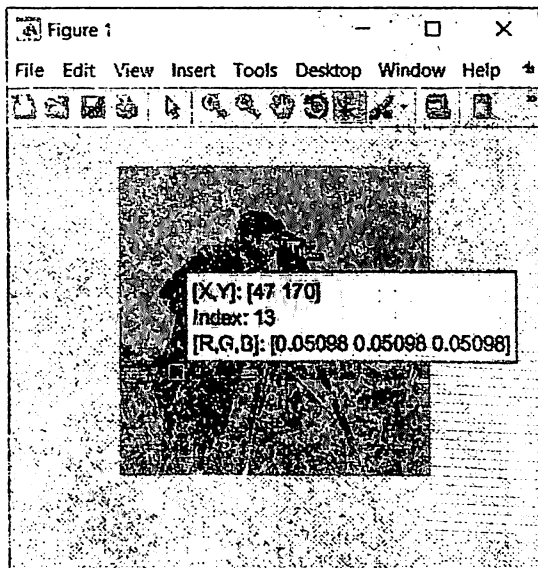 Figure 1
File Edit View Insert Tools Desktop Window Help
[X,Y]: [47 170]
Index: 13
[R,G,B]: [0.05098 0.05098 0.05098]